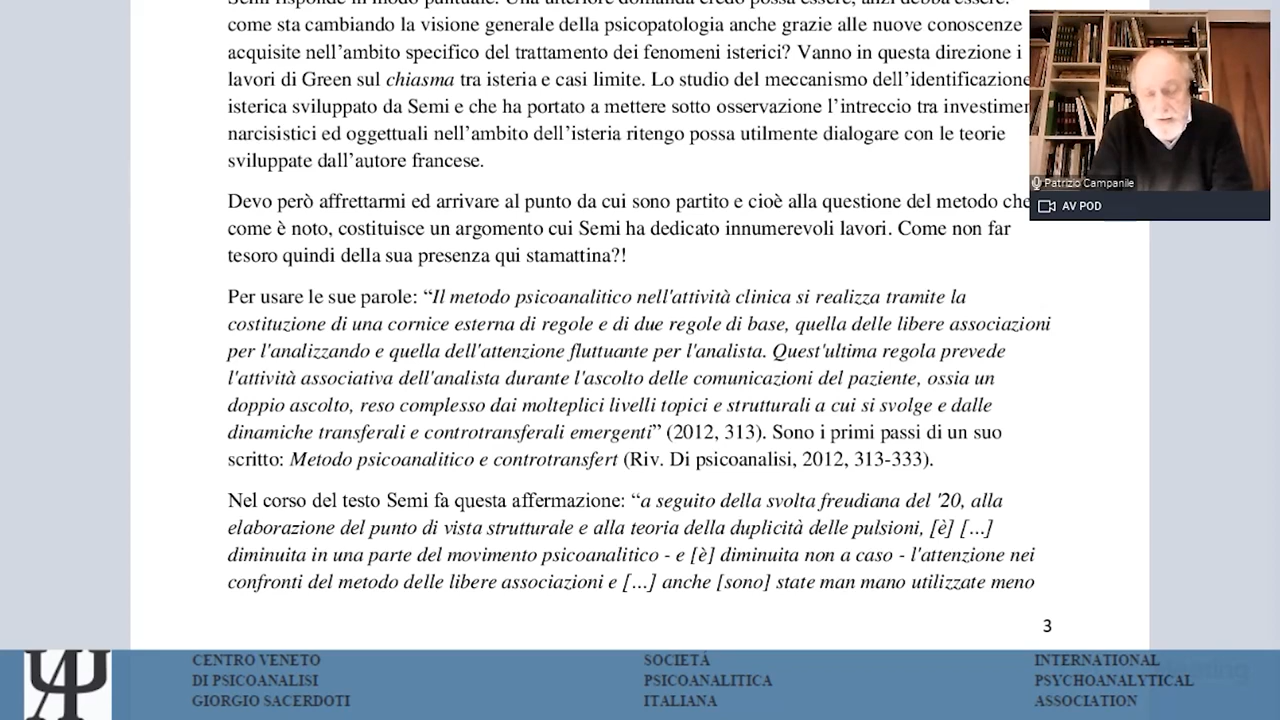 Semi risponde in modo puntuale. Una ulteriore domanda credo possa essere, anzi debba essere:
come sta cambiando la visione generale della psicopatologia anche grazie alle nuove conoscenze
acquisite nell’ambito specifico del trattamento dei fenomeni isterici? Vanno in questa direzione i
lavori di Green sul chiasma tra isteria e casi limite. Lo studio del meccanismo dell’identificazione
isterica sviluppato da Semi e che ha portato a mettere sotto osservazione l’intreccio tra
narcisistici ed oggettuali nell’ambito dell’isteria ritengo possa utilmente dialogare con le teorie
sviluppate dall’autore francese.
Devo però affrettarmi ed arrivare al punto da cui sono partito e cioè alla questione del metodo che
come è noto, costituisce un argomento cui Semi ha dedicato innumerevoli lavori. Come non far
tesoro quindi della sua presenza qui stamattina?!
Per usare le sue parole: “Il metodo psicoanalitico nell'attività clinica si realizza tramite la
costituzione di una cornice esterna di regole e di due regole di base, quella delle libere associazioni
per l'analizzando e quella dell'attenzione fluttuante per l'analista. Quest'ultima regola prevede
l'attività associativa dell'analista durante l'ascolto delle comunicazioni del paziente, ossia un
doppio ascolto, reso complesso dai molteplici livelli topici e strutturali a cui si svolge e dalle
dinamiche transferali e controtransferali emergenti” (2012, 313). Sono i primi passi di un suo
scritto: Metodo psicoanalitico e controtransfert (Riv. Di psicoanalisi, 2012, 313-333).
Nel corso del testo Semi fa questa affermazione: “a seguito della svolta freudiana del '20, alla
elaborazione del punto di vista strutturale e alla teoria della duplicità delle pulsioni, [è] [...]
diminuita in una parte del movimento psicoanalitico - e [è] diminuita non a caso - l'attenzione nei
confronti del metodo delle libere associazioni e [...] anche [sono] state man mano utilizzate meno
3
Patrizio Campanile
AV POD
CENTRO VENETO
DI PSICOANALISI
GIORGIO SACERDOTI
SOCIETÀ
PSICOANALITICA
ITALIANA
INTERNATIONAL
PSYCHOANALYTICAL
ASSOCIATION